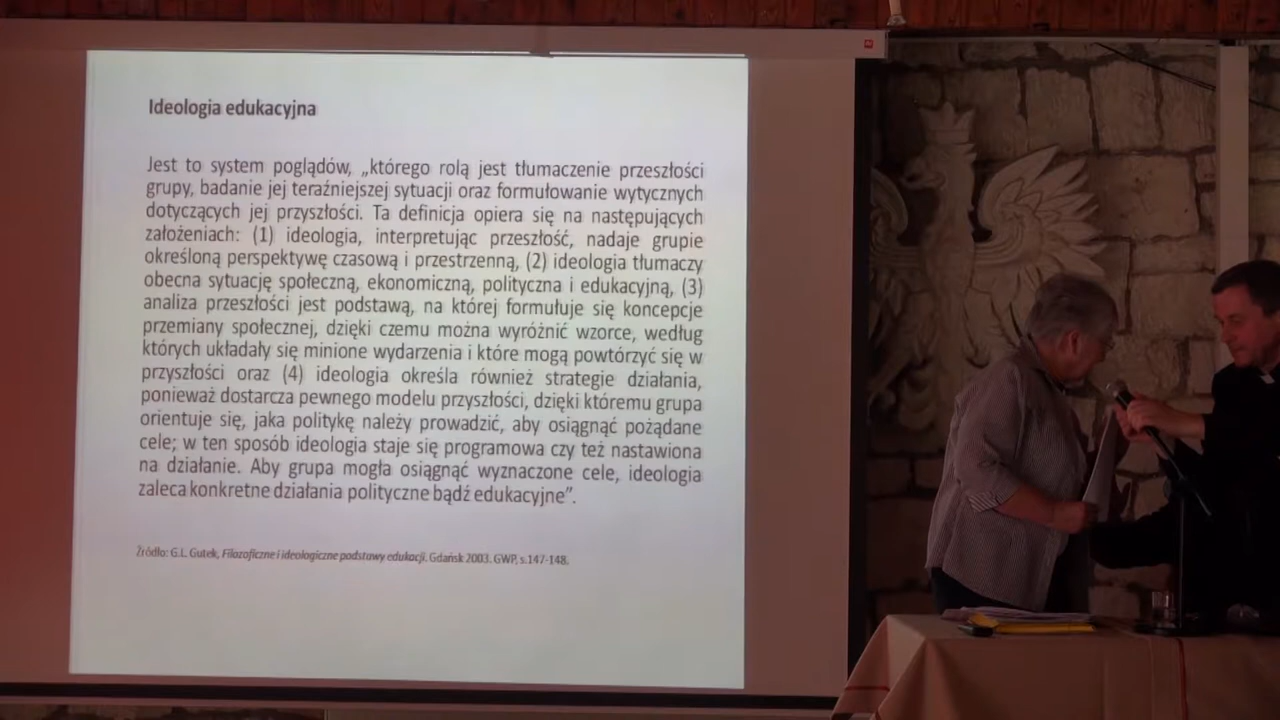 Ideologia edukacyjna
Jest to system poglądów, „którego rolą jest tłumaczenie przeszłości
grupy, badanie jej teraźniejszej sytuacji oraz formułowanie wytycznych
dotyczących jej przyszłości. Ta definicja opiera się na następujących
założeniach: (1) ideologia, interpretując przeszłość, nadaje grupie
określoną perspektywę czasową i przestrzenną, (2) ideologia tłumaczy
obecna sytuację społeczną, ekonomiczną, polityczna i edukacyjną, (3)
analiza przeszłości jest podstawą, na której formułuje się koncepcje
przemiany społecznej, dzięki czemu można wyróżnić wzorce, według
których układały się minione wydarzenia i które mogą powtórzyć się w
przyszłości oraz (4) ideologia określa również strategie działania,
ponieważ dostarcza pewnego modelu przyszłości, dzięki któremu grupa
orientuje się, jaka politykę należy prowadzić, aby osiągnąć pożądane
cele; w ten sposób ideologia staje się programowa czy też nastawiona
na działanie. Aby grupa mogła osiągnąć wyznaczone cele, ideologia
zaleca konkretne działania polityczne bądź edukacyjne”.
Źródło: G.L. Gutek, Filozoficzne i ideologiczne podstawy edukacji. Gdańsk 2003. GWP, s.147-148.